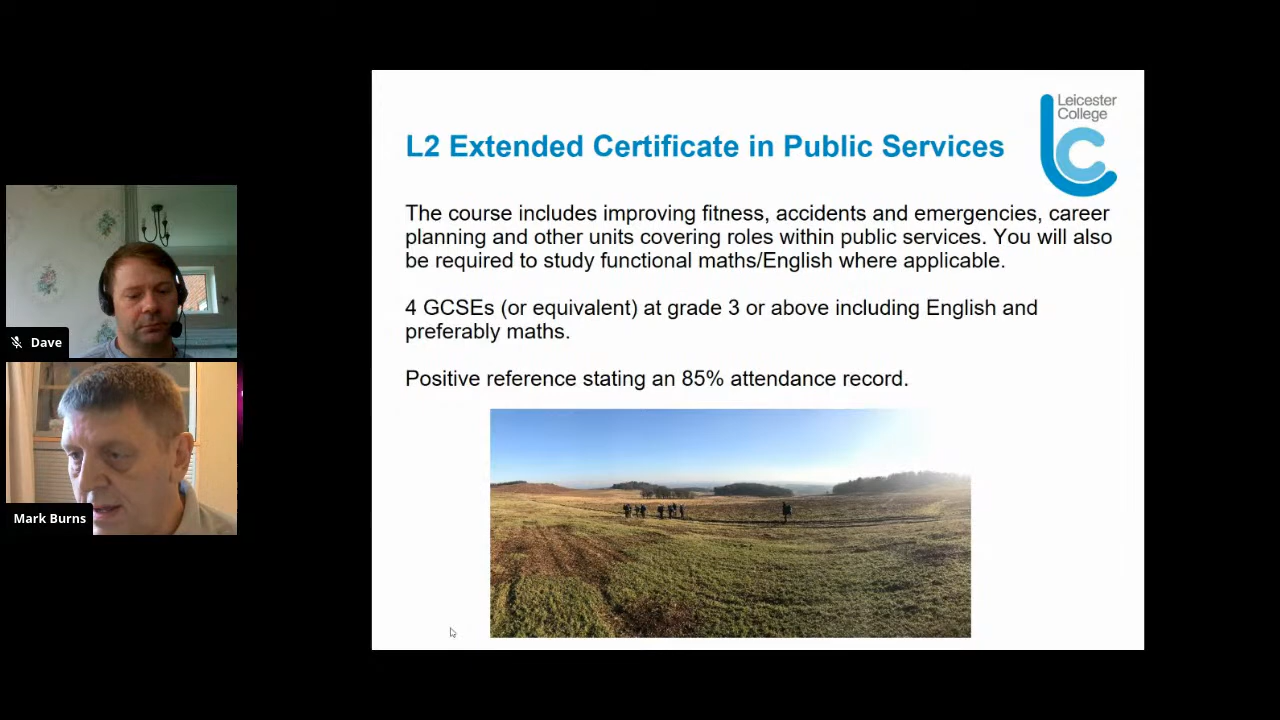 Leicester
College
L2 Extended Certificate in Public Services
The course includes improving fitness, accidents and emergencies, career
planning and other units covering roles within public services. You will also
be required to study functional maths/English where applicable.
4 GCSEs (or equivalent) at grade 3 or above including English and
preferably maths.
Positive reference stating an 85% attendance record.
Dave
Mark Burns